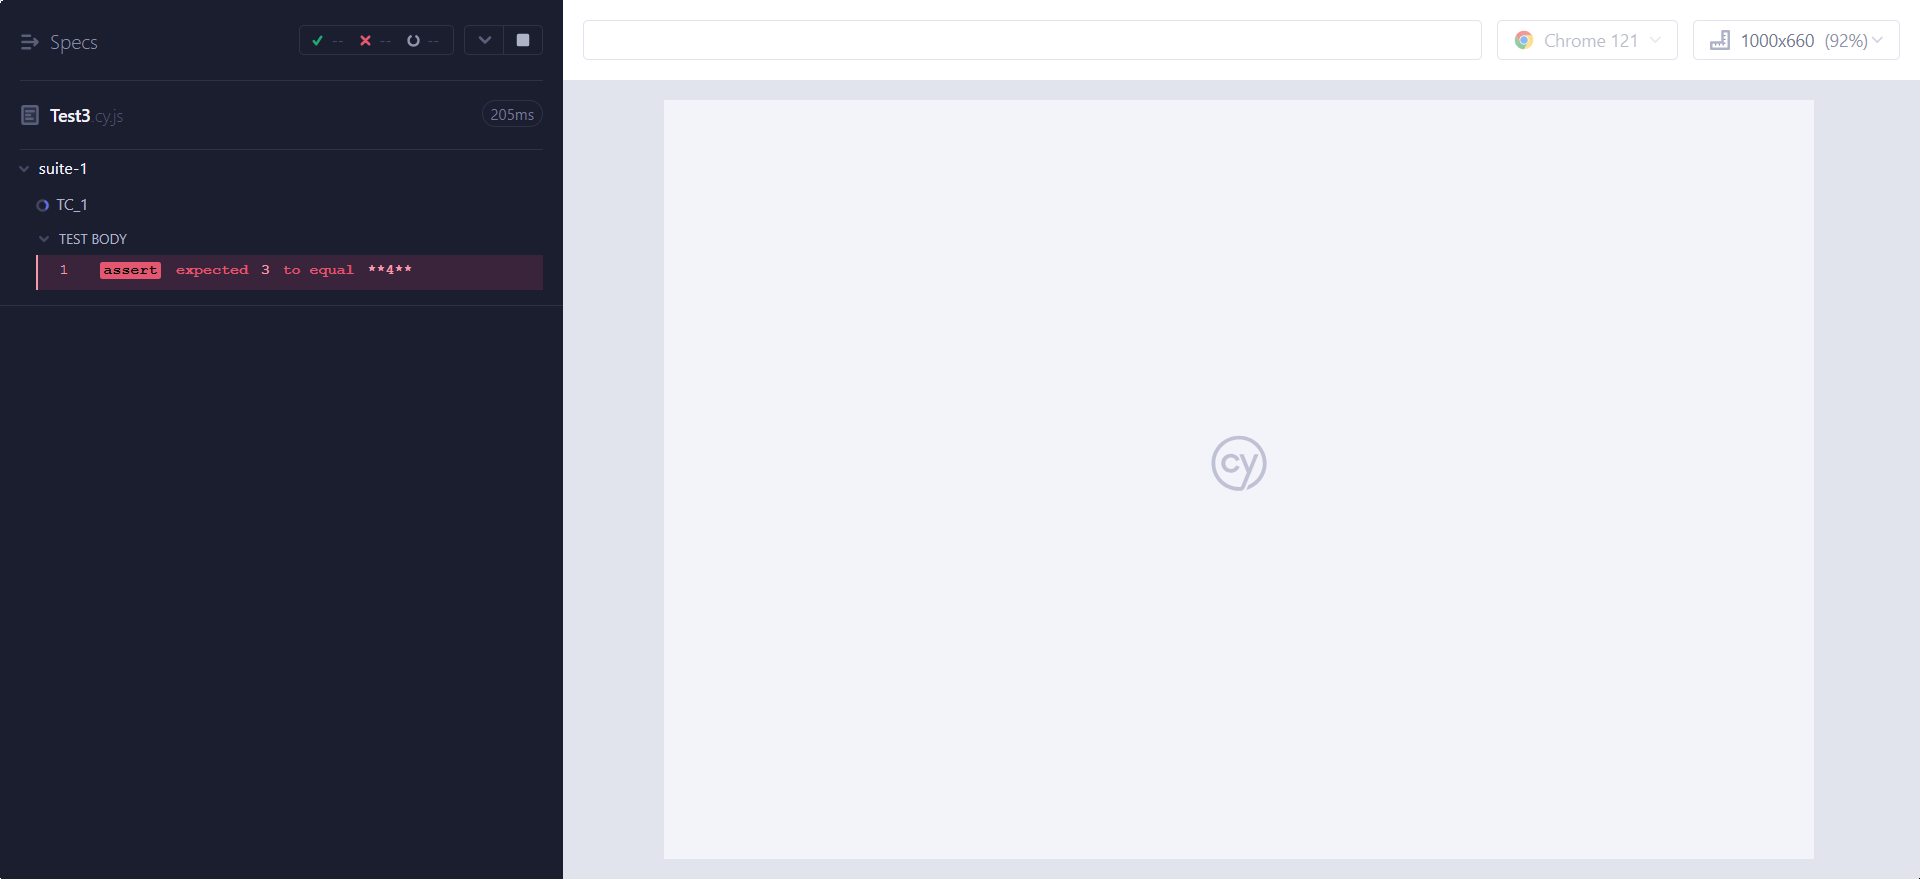 Specs -- -- --
Test3.cy.js 205ms
suite-1
TC_1
TEST BODY
1 assert expected 3 to equal **4**
Chrome 121 1000x660 (92%)
cy